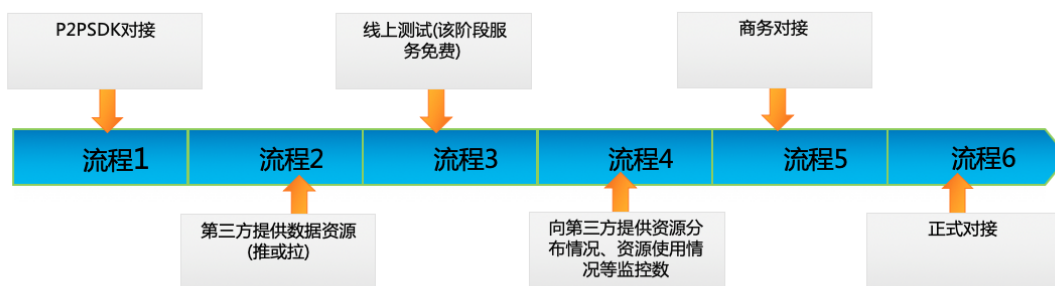 P2PSDK对接
线上测试(该阶段服
务免费)
商务对接
流程1
流程2
流程3
流程4
流程5
流程6
第三方提供数据资源
(推或拉)
向第三方提供资源分
布情况、资源使用情
况等监控数
正式对接